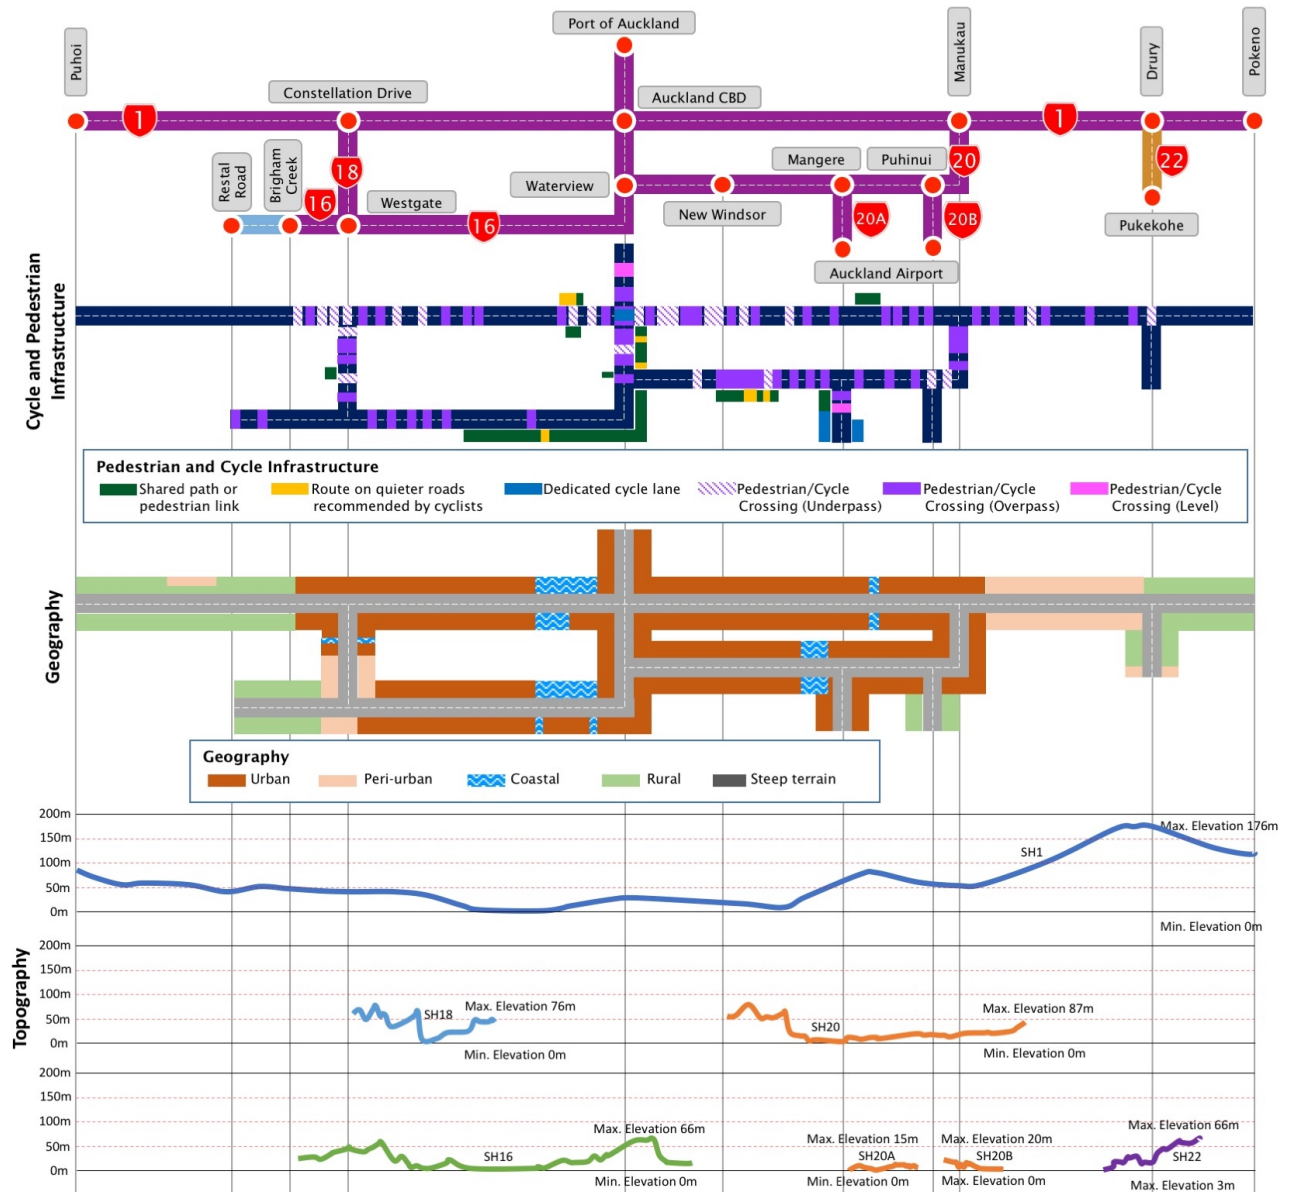 Puhoi
Constellation Drive
Port of Auckland
Auckland CBD
Manukau
Drury
Pokeno
1
1
Restal
Road
Brigham
Creek
18
16
Westgate
16
Waterview
New Windsor
Mangere
Puhinui
20
20A
20B
22
Auckland Airport
Pukekohe
Cycle and Pedestrian
Infrastructure
Pedestrian and Cycle Infrastructure
Shared path or
pedestrian link
Route on quieter roads
recommended by cyclists
Dedicated cycle lane
Pedestrian/Cycle
Crossing (Underpass)
Pedestrian/Cycle
Crossing (Overpass)
Pedestrian/Cycle
Crossing (Level)
Geography
Geography
Urban
Peri-urban
Coastal
Rural
Steep terrain
Topography
200m
150m
100m
50m
0m
SH1
Max. Elevation 176m
Min. Elevation 0m
200m
150m
100m
50m
0m
SH18
Max. Elevation 76m
Min. Elevation 0m
SH20
Max. Elevation 87m
Min. Elevation 0m
200m
150m
100m
50m
0m
SH16
Max. Elevation 66m
Min. Elevation 0m
Max. Elevation 15m
SH20A
Min. Elevation 0m
Max. Elevation 20m
SH20B
Max. Elevation 0m
Max. Elevation 66m
SH22
Max. Elevation 3m